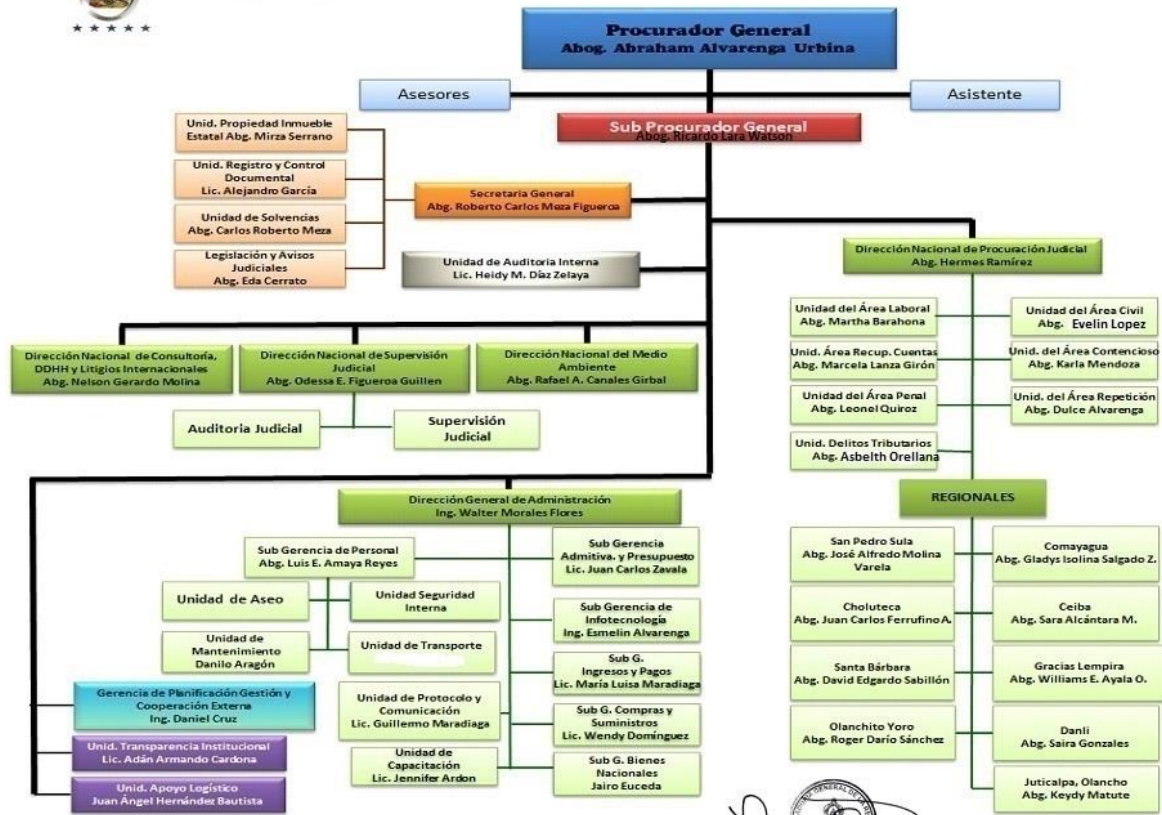 Procurador General
Abog. Abraham Alvarenga Urbina
Asesores
Asistente
Sub Procurador General
Abog. Ricardo Lara Watson
Unid. Propiedad Inmueble
Estatal Abg. Mirza Serrano
Unid. Registro y Control
Documental
Lic. Alejandro García
Unidad de Solvencias
Abg. Carlos Roberto Meza
Legislación y Avisos
Judiciales
Abg. Eda Cerrato
Secretaria General
Abg. Roberto Carlos Meza Figueroa
Unidad de Auditoria Interna
Lic. Heidy M. Díaz Zelaya
Dirección Nacional de Procuración Judicial
Abg. Hermes Ramírez
Unidad del Área Laboral
Abg. Martha Barahona
Unidad del Área Civil
Abg. Evelin Lopez
Unid. Área Recup. Cuentas
Abg. Marcela Lanza Girón
Unid. del Área Contencioso
Abg. Karla Mendoza
Unidad del Área Penal
Abg. Leonel Quiroz
Unid. del Área Repetición
Abg. Dulce Alvarenga
Unid. Delitos Tributarios
Abg. Asbelth Orellana
Dirección Nacional de Consultoría,
DDHH y Litigios Internacionales
Abg. Nelson Gerardo Molina
Dirección Nacional de Supervisión
Judicial
Abg. Odessa E. Figueroa Guillen
Dirección Nacional del Medio
Ambiente
Abg. Rafael A. Canales Girbal
Auditoria Judicial
Supervisión
Judicial
REGIONALES
San Pedro Sula
Abg. José Alfredo Molina
Varela
Comayagua
Abg. Gladys Isolina Salgado Z.
Choluteca
Abg. Juan Carlos Ferrufino A.
Ceiba
Abg. Sara Alcántara M.
Santa Bárbara
Abg. David Edgardo Sabillón
Gracias Lempira
Abg. Williams E. Ayala O.
Olanchito Yoro
Abg. Roger Darío Sánchez
Danli
Abg. Saira Gonzales
Juticalpa, Olancho
Abg. Keydy Matute
Dirección General de Administración
Ing. Walter Morales Flores
Sub Gerencia de Personal
Abg. Luis E. Amaya Reyes
Sub Gerencia
Admitiva. y Presupuesto
Lic. Juan Carlos Zavala
Unidad de Aseo
Unidad Seguridad
Interna
Sub Gerencia de
Infotecnología
Ing. Esmelin Alvarenga
Unidad de
Mantenimiento
Danilo Aragón
Unidad de Transporte
Sub G.
Ingresos y Pagos
Lic. María Luisa Maradiaga
Unidad de Protocolo y
Comunicación
Lic. Guillermo Maradiaga
Sub G. Compras y
Suministros
Lic. Wendy Domínguez
Unidad de
Capacitación
Lic. Jennifer Ardon
Sub G. Bienes
Nacionales
Jairo Euceda
Gerencia de Planificación Gestión y
Cooperación Externa
Ing. Daniel Cruz
Unid. Transparencia Institucional
Lic. Adán Armando Cardona
Unid. Apoyo Logístico
Juan Ángel Hernández Bautista